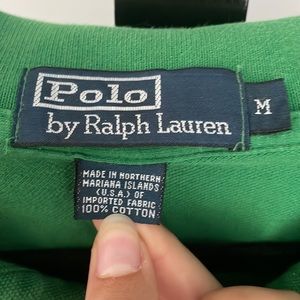 Polo
by Ralph Lauren
M
MADE IN NORTHERN
MARIANA ISLANDS
(U.S.A.) OF
IMPORTED FABRIC
100% COTTON